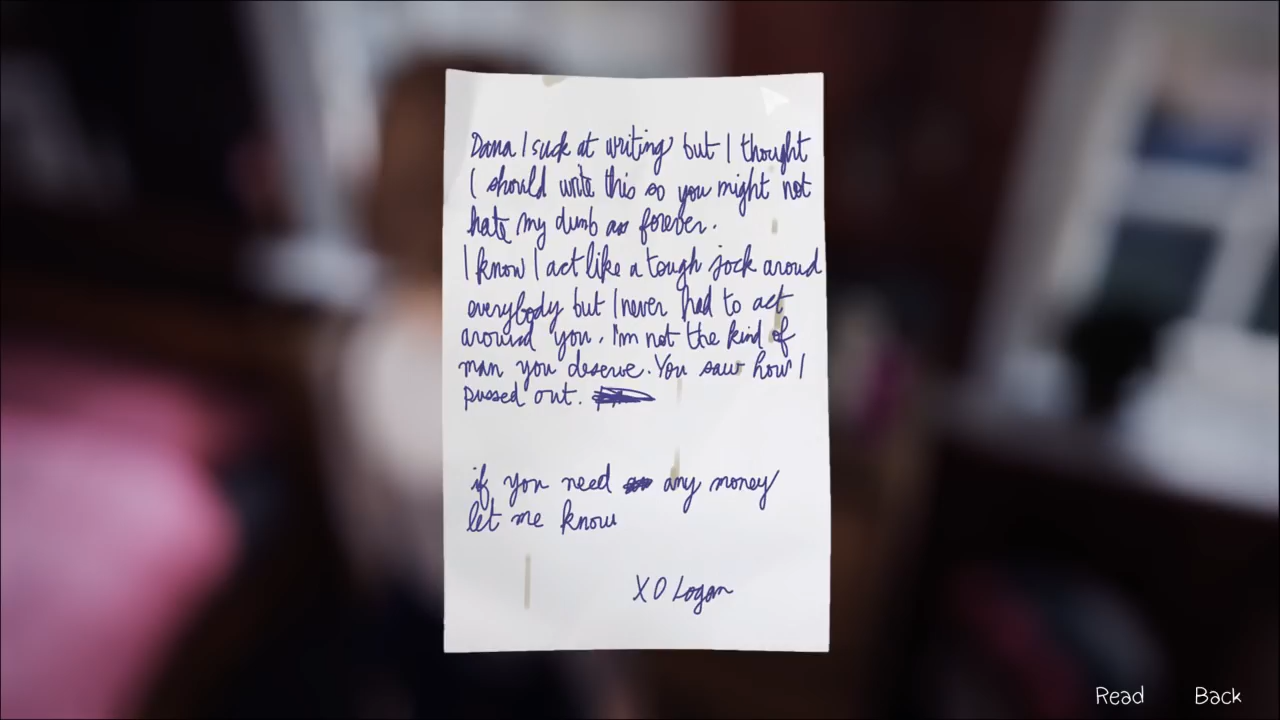 Dana I suck at writing but I thought
I should write this so you might not
hate my dumb ass forever.
I know I act like a tough jock aroud
everybody but I never had to act
around you. I'm not the kind of
man you deserve. You saw how I
pussed out.
if you need any money
let me know
XO Logan
Read Back